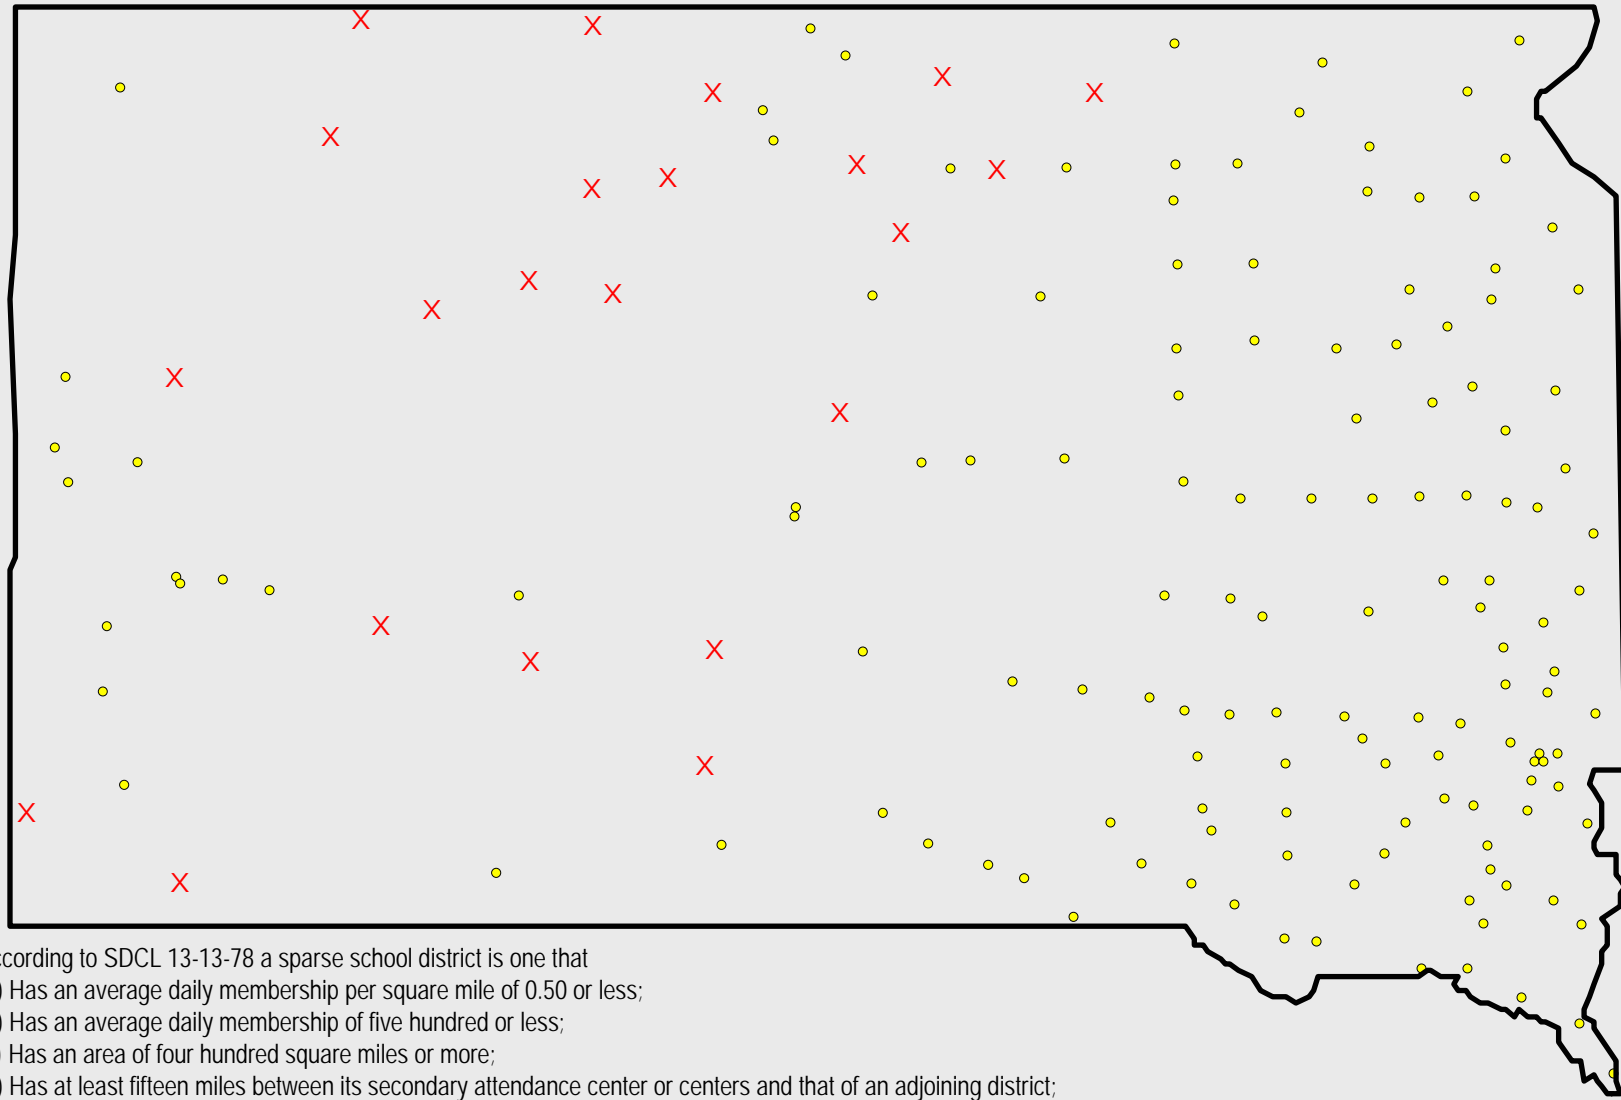 ccording to SDCL 13-13-78 a sparse school district is one that
) Has an average daily membership per square mile of 0.50 or less;
) Has an average daily membership of five hundred or less;
) Has an area of four hundred square miles or more;
) Has at least fifteen miles between its secondary attendance center or centers and that of an adjoining district;